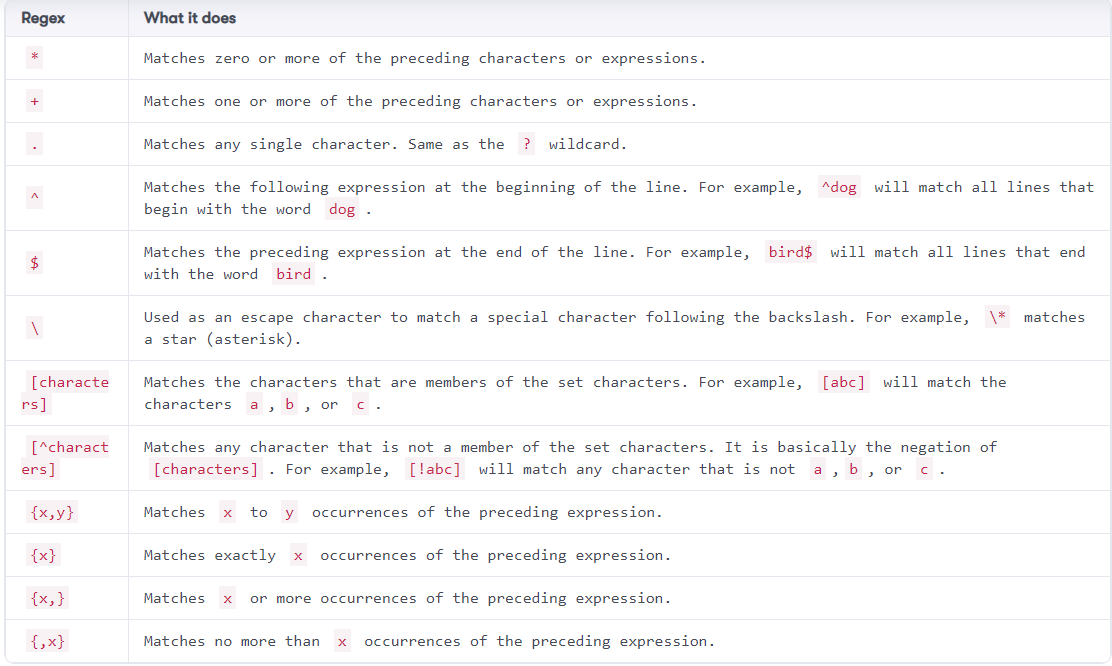 Regex What it does
* Matches zero or more of the preceding characters or expressions.
+ Matches one or more of the preceding characters or expressions.
. Matches any single character. Same as the ? wildcard.
^ Matches the following expression at the beginning of the line. For example, ^dog will match all lines that
begin with the word dog .
$ Matches the preceding expression at the end of the line. For example, bird$ will match all lines that end
with the word bird .
\ Used as an escape character to match a special character following the backslash. For example, \* matches
a star (asterisk).
[characte Matches the characters that are members of the set characters. For example, [abc] will match the
rs] characters a , b , or c .
[^charact Matches any character that is not a member of the set characters. It is basically the negation of
ers] [characters] . For example, [!abc] will match any character that is not a , b , or c .
{x,y} Matches x to y occurrences of the preceding expression.
{x} Matches exactly x occurrences of the preceding expression.
{x,} Matches x or more occurrences of the preceding expression.
{,x} Matches no more than x occurrences of the preceding expression.